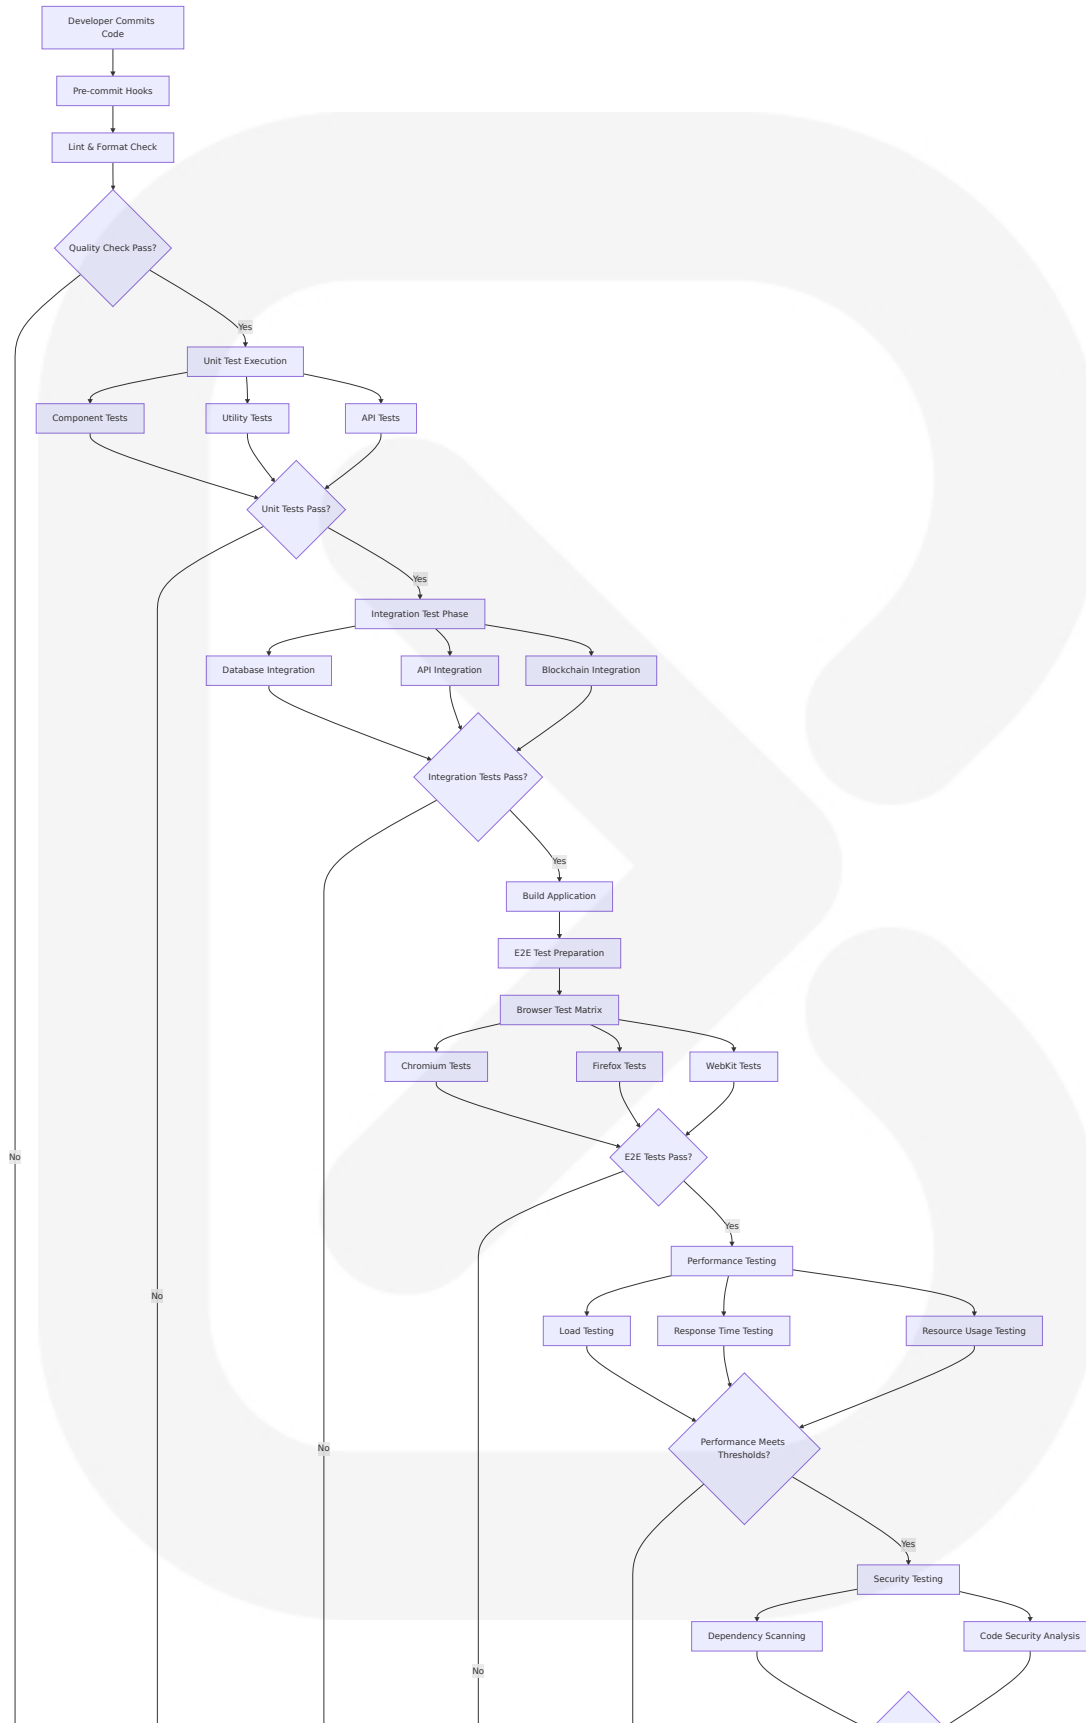 Developer Commits
Code
Pre-commit Hooks
Lint & Format Check
Quality Check Pass?
Yes
Unit Test Execution
Component Tests
Utility Tests
API Tests
Unit Tests Pass?
Yes
Integration Test Phase
Database Integration
API Integration
Blockchain Integration
Integration Tests Pass?
Yes
Build Application
E2E Test Preparation
Browser Test Matrix
Chromium Tests
Firefox Tests
WebKit Tests
No
E2E Tests Pass?
Yes
Performance Testing
No
Load Testing
Response Time Testing
Resource Usage Testing
No
Performance Meets
Thresholds?
Yes
Security Testing
Dependency Scanning
Code Security Analysis
No